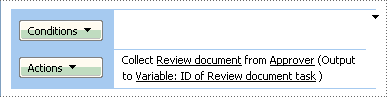 Conditions
Actions
Collect Review document from Approver (Output
to Variable: ID of Review document task )